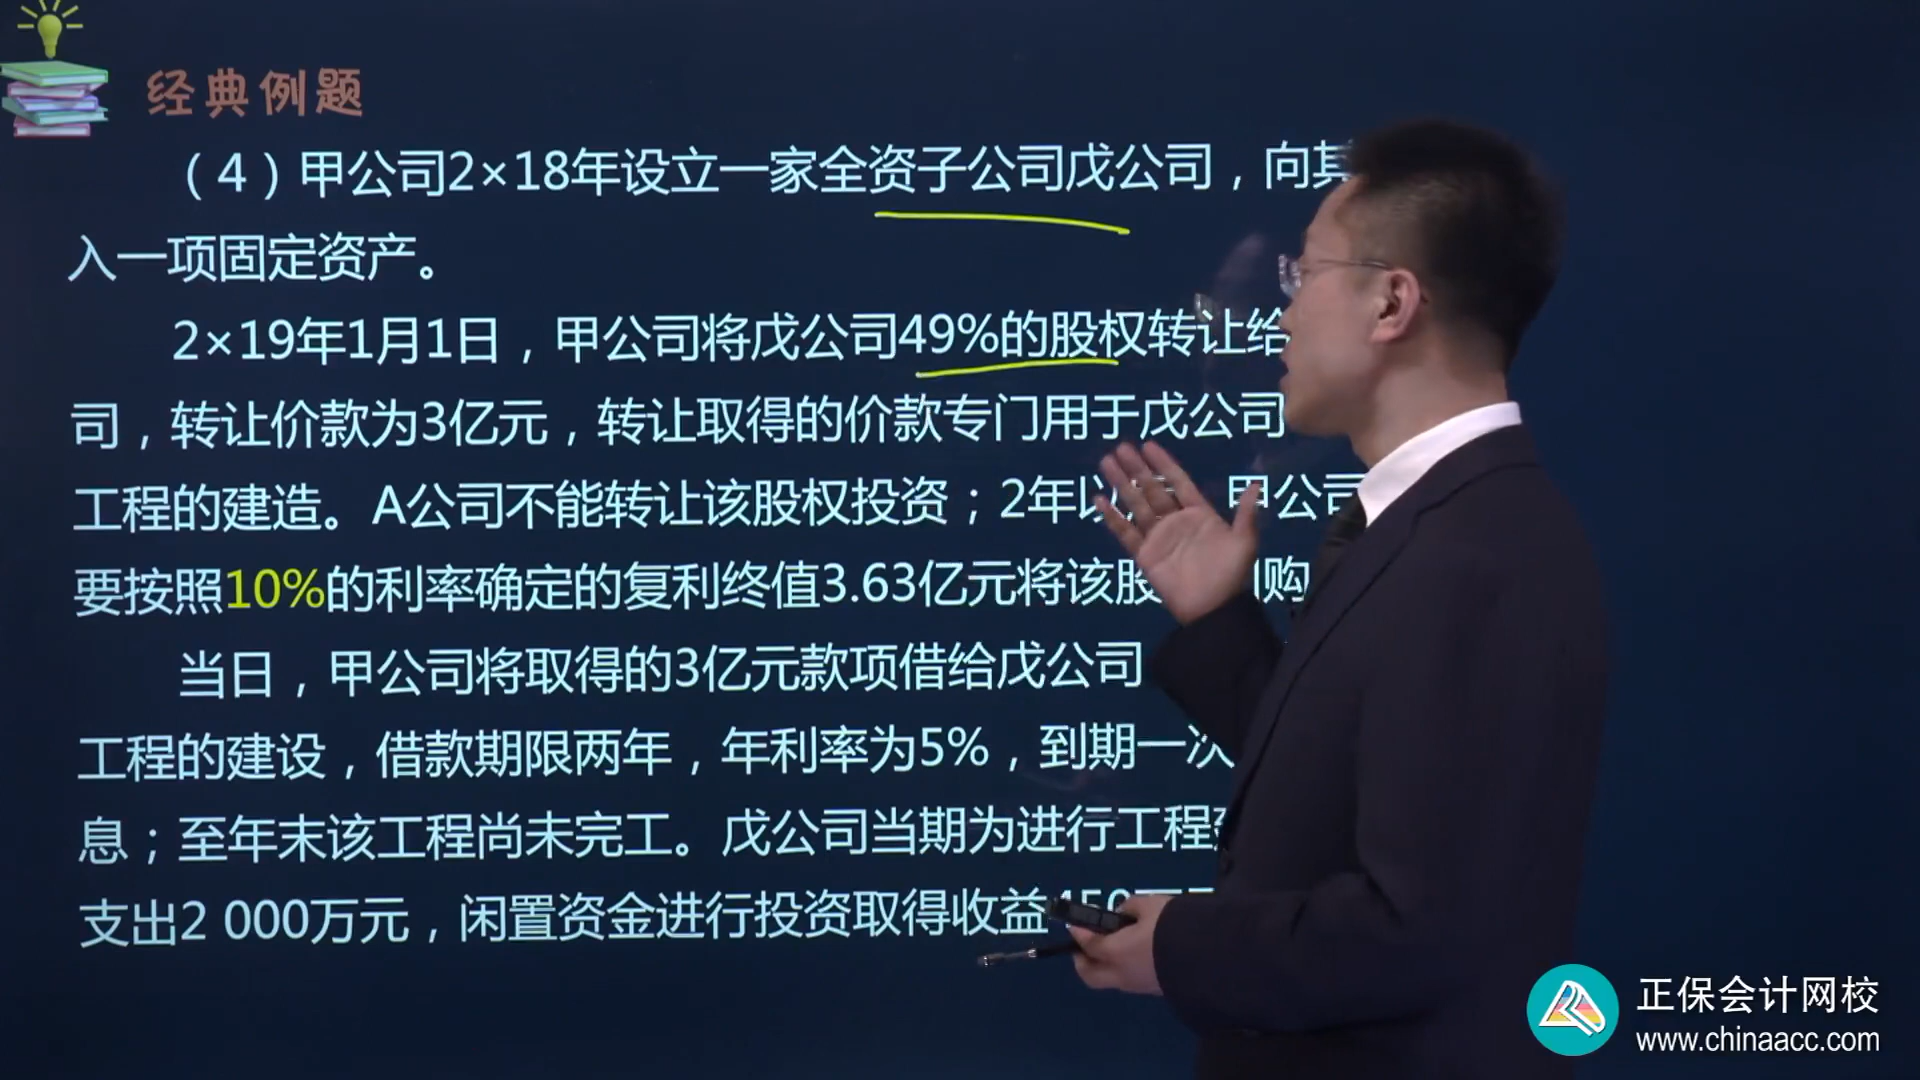 经典例题
（4）甲公司2×18年设立一家全资子公司戊公司，向其
入一项固定资产。
2×19年1月1日，甲公司将戊公司49%的股权转让给
司，转让价款为3亿元，转让取得的价款专门用于戊公司
工程的建造。A公司不能转让该股权投资；2年以 甲公司
要按照10%的利率确定的复利终值3.63亿元将该股 购
当日，甲公司将取得的3亿元款项借给戊公司
工程的建设，借款期限两年，年利率为5%，到期一次
息；至年末该工程尚未完工。戊公司当期为进行工程
支出2 000万元，闲置资金进行投资取得收益
正保会计网校
www.chinaacc.com